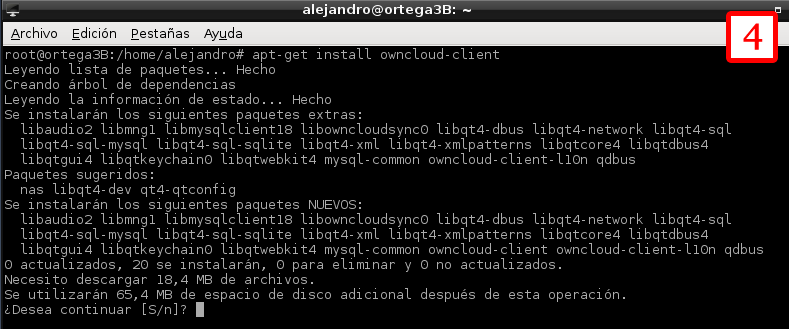 alejandro@ortega3B: ~
Archivo Edición Pestañas Ayuda
4
root@ortega3B:/home/alejandro# apt-get install owncloud-client
Leyendo lista de paquetes... Hecho
Creando árbol de dependencias
Leyendo la información de estado... Hecho
Se instalarán los siguientes paquetes extras:
libaudio2 libmng1 libmysqlclient18 libowncloudsync0 libqt4-dbus libqt4-network libqt4-sql
libqt4-sql-mysql libqt4-sql-sqlite libqt4-xml libqt4-xmlpatterns libqtcore4 libqtdbus4
libqtgui4 libqtkeychain0 libqtwebkit4 mysql-common owncloud-client-l10n qdbus
Paquetes sugeridos:
nas libqt4-dev qt4-qtconfig
Se instalarán los siguientes paquetes NUEVOS:
libaudio2 libmng1 libmysqlclient18 libowncloudsync0 libqt4-dbus libqt4-network libqt4-sql
libqt4-sql-mysql libqt4-sql-sqlite libqt4-xml libqt4-xmlpatterns libqtcore4 libqtdbus4
libqtgui4 libqtkeychain0 libqtwebkit4 mysql-common owncloud-client owncloud-client-l10n qdbus
0 actualizados, 20 se instalarán, 0 para eliminar y 0 no actualizados.
Necesito descargar 18,4 MB de archivos.
Se utilizarán 65,4 MB de espacio de disco adicional después de esta operación.
¿Desea continuar [S/n]?